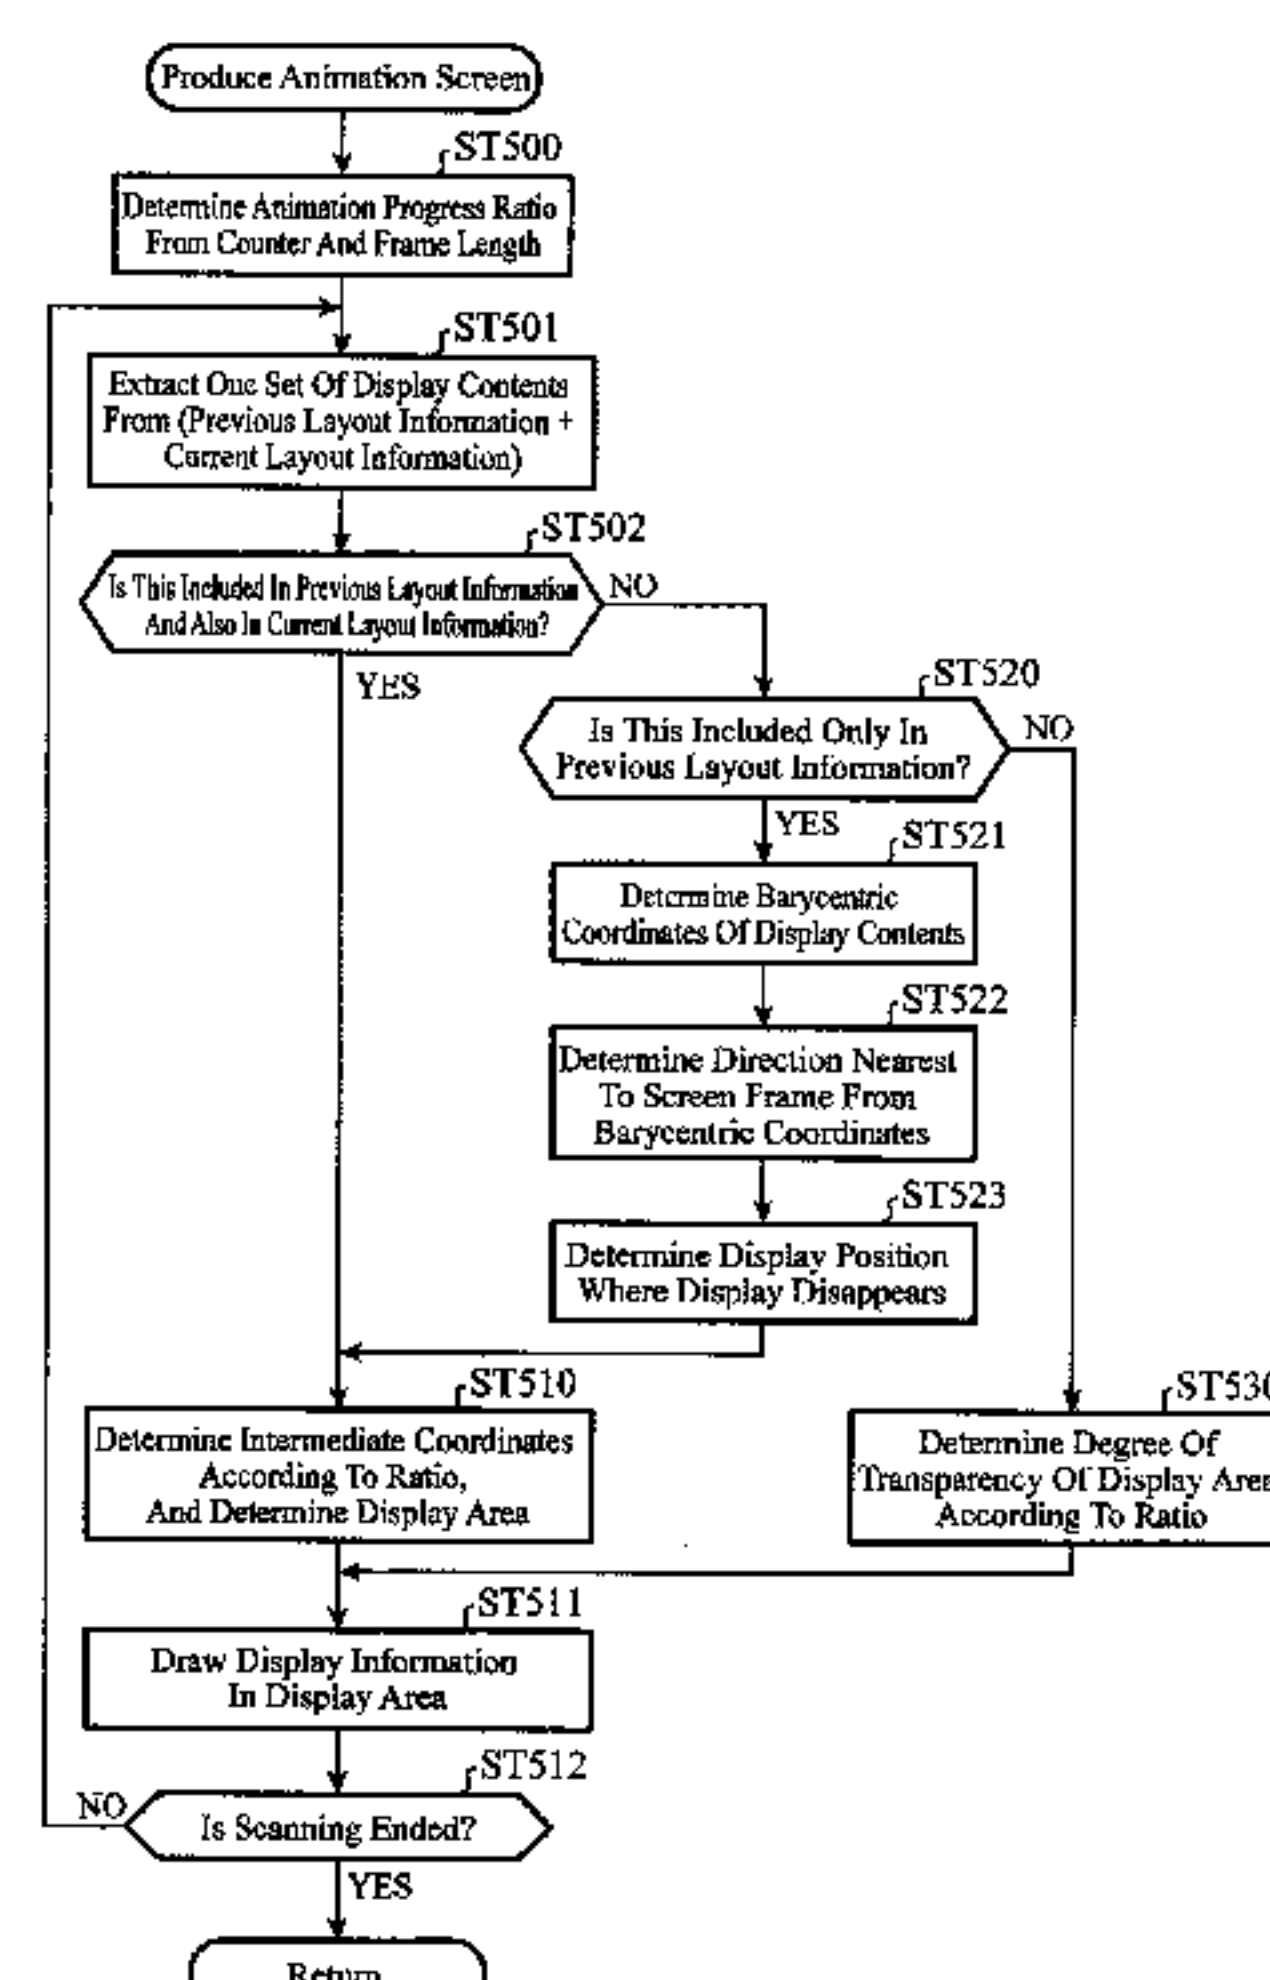 Produce Animation Screen
ST500
Determine Animation Progress Ratio
From Counter And Frame Length
ST501
Extract One Set Of Display Contents
From (Previous Layout Information +
Current Layout Information)
ST502
Is This Included In Previous Layout Information
And Also In Current Layout Information?
NO
YES
ST520
Is This Included Only In
Previous Layout Information?
NO
YES
ST521
Determine Barycentric
Coordinates Of Display Contents
ST522
Determine Direction Nearest
To Screen Frame From
Barycentric Coordinates
ST523
Determine Display Position
Where Display Disappears
ST510
Determine Intermediate Coordinates
According To Ratio,
And Determine Display Area
ST530
Determine Degree Of
Transparency Of Display Area
According To Ratio
ST511
Draw Display Information
In Display Area
ST512
Is Scanning Ended?
NO
YES
Return